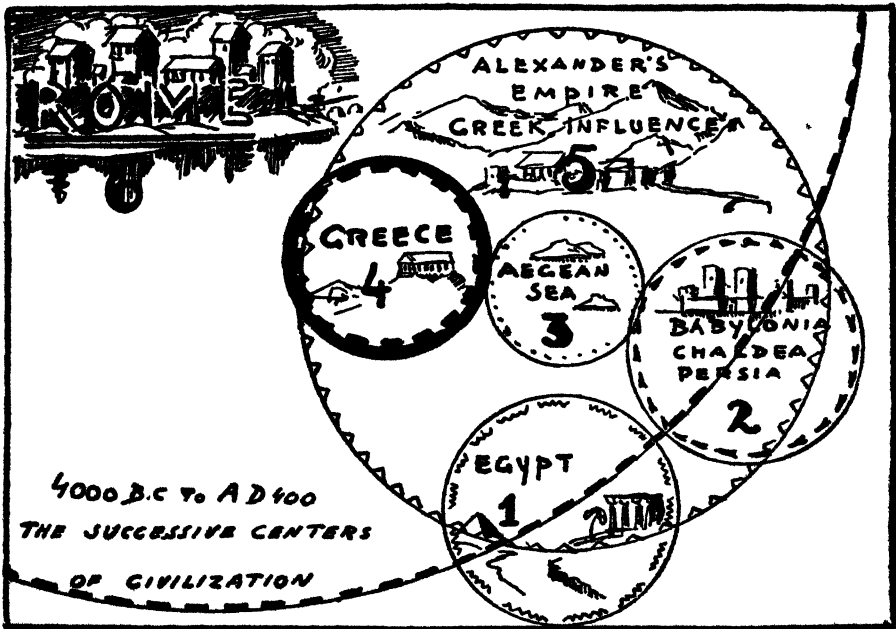 ROME
6
ALEXANDER'S
EMPIRE
GREEK INFLUENCE
5
GREECE
4
AEGEAN
SEA
3
BABYLONIA
CHALDEA
PERSIA
2
EGYPT
1
4000 B.C TO A D 400
THE SUCCESSIVE CENTERS
OF CIVILIZATION